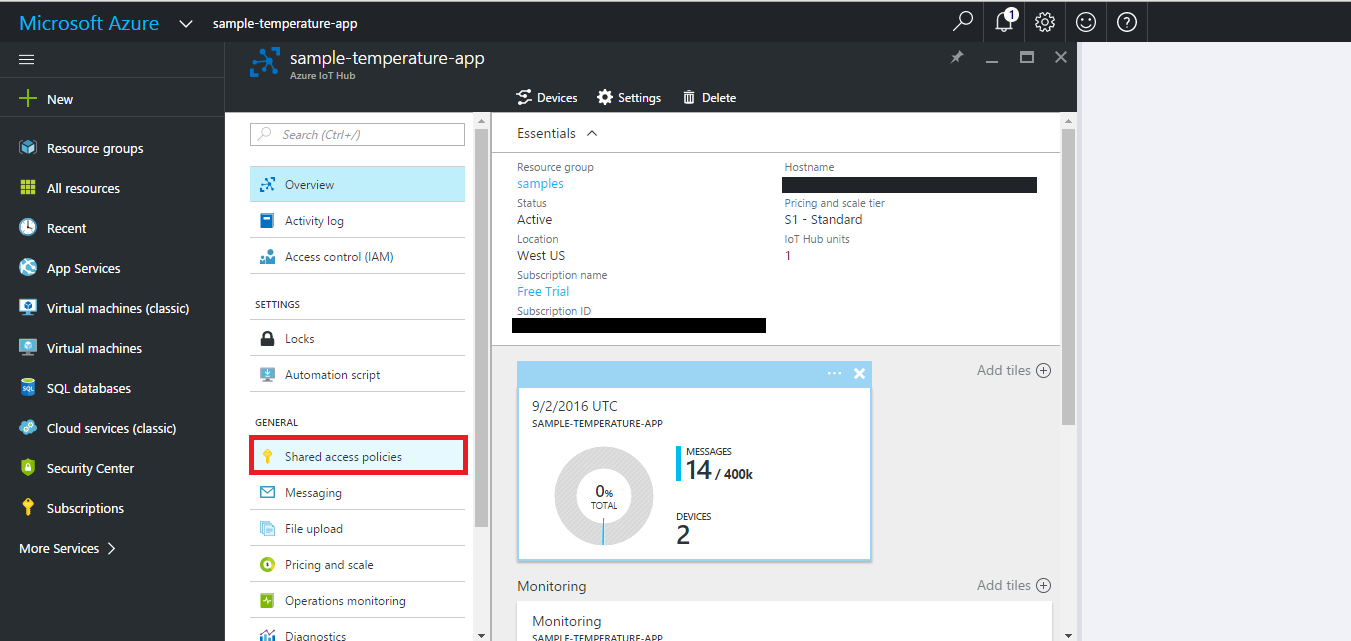 Microsoft Azure
sample-temperature-app
1
New
Resource groups
All resources
Recent
App Services
Virtual machines (classic)
Virtual machines
SQL
SQL databases
Cloud services (classic)
Security Center
Subscriptions
More Services
sample-temperature-app
Azure IoT Hub
Devices
Settings
Delete
Search (Ctrl+/)
Overview
Activity log
Access control (IAM)
SETTINGS
Locks
Automation script
GENERAL
Shared access policies
Messaging
File upload
Pricing and scale
Operations monitoring
Diagnostics
Essentials
Resource group
samples
Status
Active
Location
West US
Subscription name
Free Trial
Subscription ID
Hostname
Pricing and scale tier
S1 - Standard
IoT Hub units
1
Add tiles
9/2/2016 UTC
SAMPLE-TEMPERATURE-APP
0%
TOTAL
MESSAGES
14 / 400k
DEVICES
2
Monitoring
Add tiles
Monitoring
SAMPLE-TEMPERATURE-APP